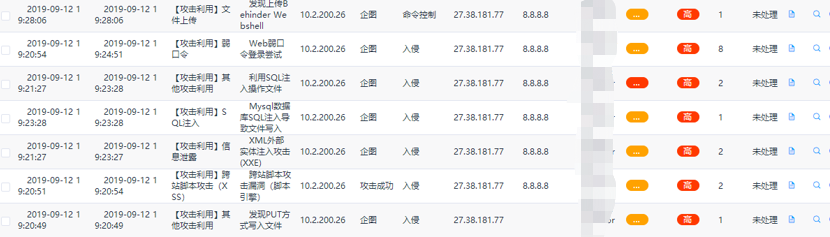 2019-09-12 1 2019-09-12 1 【攻击利用】文 发现上传B 10.2.200.26 企图 命令控制 27.38.181.77 8.8.8.8 ... 高 1 未处理
9:28:06 9:28:06 件上传 ehinder We
bshell
2019-09-12 1 2019-09-12 1 【攻击利用】弱 Web弱口 10.2.200.26 企图 入侵 27.38.181.77 8.8.8.8 ... 高 8 未处理
9:20:54 9:24:51 口令 令登录尝试
2019-09-12 1 2019-09-12 1 【攻击利用】其 利用SQL注 10.2.200.26 企图 入侵 27.38.181.77 8.8.8.8 ... 高 2 未处理
9:21:27 9:23:28 他攻击利用 入操作文件
2019-09-12 1 2019-09-12 1 【攻击利用】S Mysql数据 10.2.200.26 企图 入侵 27.38.181.77 8.8.8.8 ... 高 1 未处理
9:23:28 9:23:28 QL注入 库SQL注入导
致文件写入
2019-09-12 1 2019-09-12 1 【攻击利用】信 XML外部 10.2.200.26 企图 入侵 27.38.181.77 8.8.8.8 ... 高 2 未处理
9:21:27 9:23:27 息泄露 实体注入攻击
(XXE)
2019-09-12 1 2019-09-12 1 【攻击利用】跨 跨站脚本攻 10.2.200.26 攻击成功 入侵 27.38.181.77 8.8.8.8 ... 高 2 未处理
9:20:51 9:20:54 站脚本攻击（X 击漏洞（脚本
SS） 引擎）
2019-09-12 1 2019-09-12 1 【攻击利用】其 发现PUT方 10.2.200.26 企图 入侵 27.38.181.77 or ... 高 1 未处理
9:20:49 9:20:49 他攻击利用 式写入文件